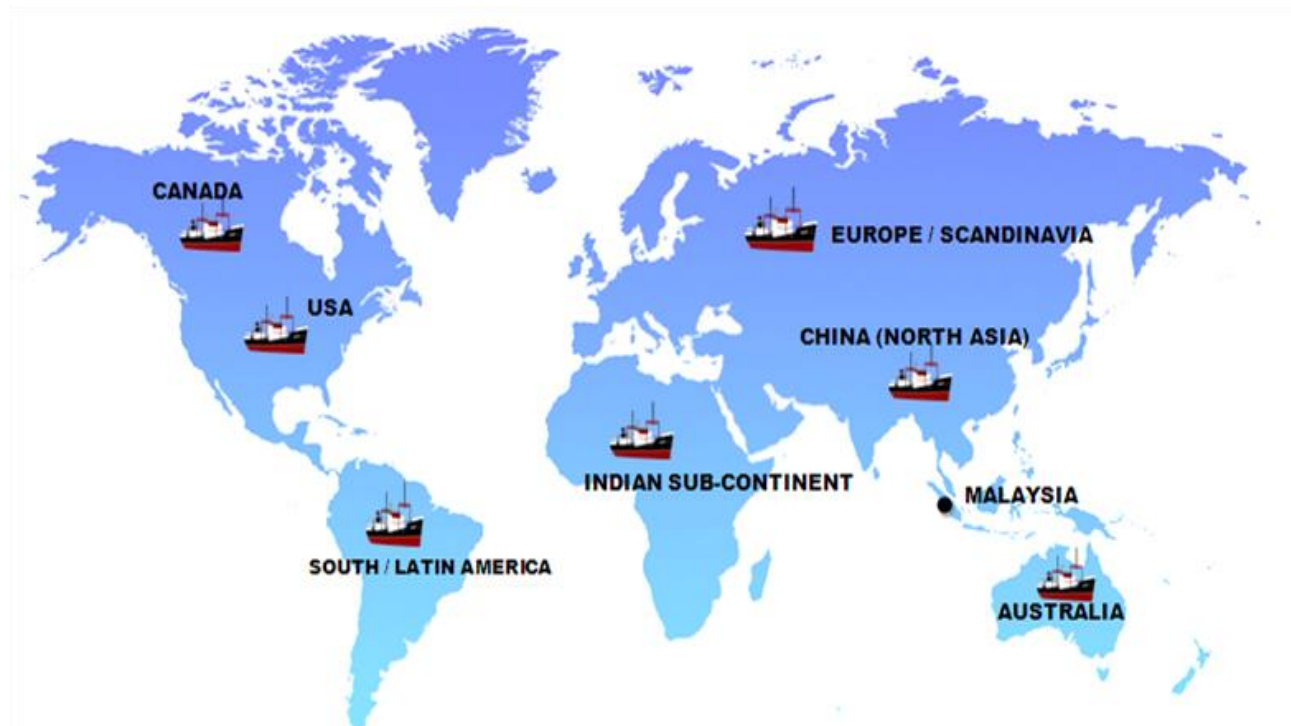 CANADA
EUROPE / SCANDINAVIA
USA
CHINA (NORTH ASIA)
INDIAN SUB-CONTINENT
MALAYSIA
SOUTH / LATIN AMERICA
AUSTRALIA